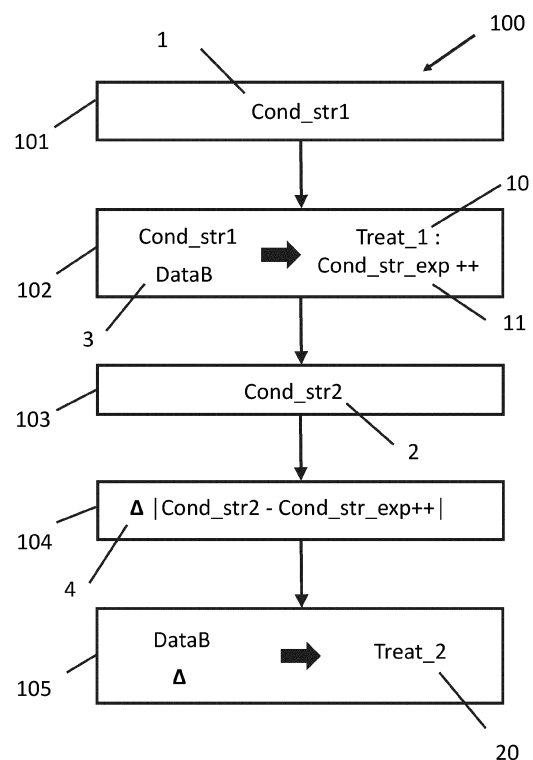 100
1
Cond_str1
101
10
Cond_str1
Treat_1 :
DataB
Cond_str_exp ++
102
3
11
Cond_str2
103
2
Δ |Cond_str2 - Cond_str_exp++|
104
4
DataB
Treat_2
Δ
105
20